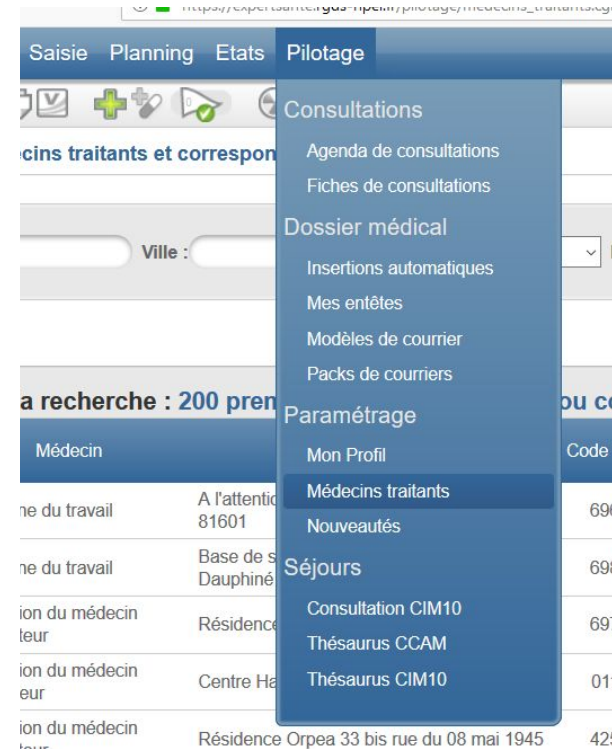 Saisie Planning Etats Pilotage
Consultations
Agenda de consultations
Fiches de consultations
Dossier médical
Insertions automatiques
Mes entêtes
Modèles de courrier
Packs de courriers
Paramétrage
Mon Profil
Médecins traitants
Nouveautés
Séjours
Consultation CIM10
Thésaurus CCAM
Thésaurus CIM10
cins traitants et correspon
Ville :
a recherche : 200 prem ou co
Médecin Code
ne du travail A l'attentio 696
81601
ne du travail Base de s 698
Dauphiné
ion du médecin Résidence 697
teur
ion du médecin Centre Ha 01
eur
ion du médecin Résidence Orpea 33 bis rue du 08 mai 1945 42